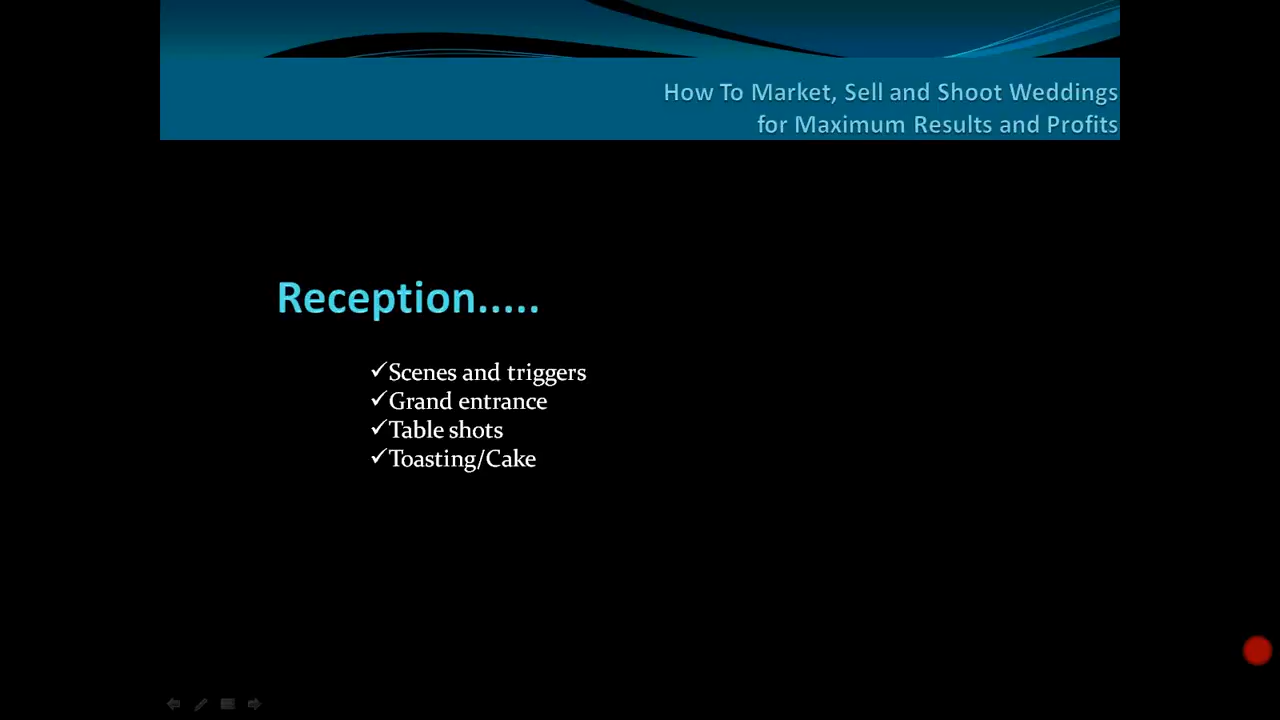 How To Market, Sell and Shoot Weddings
for Maximum Results and Profits
Reception.....
✓Scenes and triggers
✓Grand entrance
✓Table shots
✓Toasting/Cake